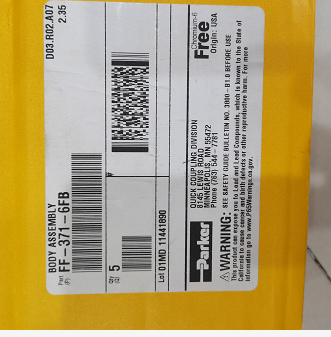 D03.R02.A07
2.35
BODY ASSEMBLY
Part
(P)
FF-371-6FB
Qty
(Q)
5
Lot 01MD 11441890
Parker
QUICK COUPLING DIVISION
8145 LEWIS ROAD
MINNEAPOLIS, MN 55472
Phone (763) 544-7781
Chromium-6
Free
Origin: USA
⚠WARNING: SEE SAFETY GUIDE BULLETIN NO. 3800-B1.0 BEFORE USE
This product can expose you to Lead and Lead Compounds, which is known to the State of
California to cause cancer and birth defects or other reproductive harm. For more
information go to www.P65Warnings.ca.gov.